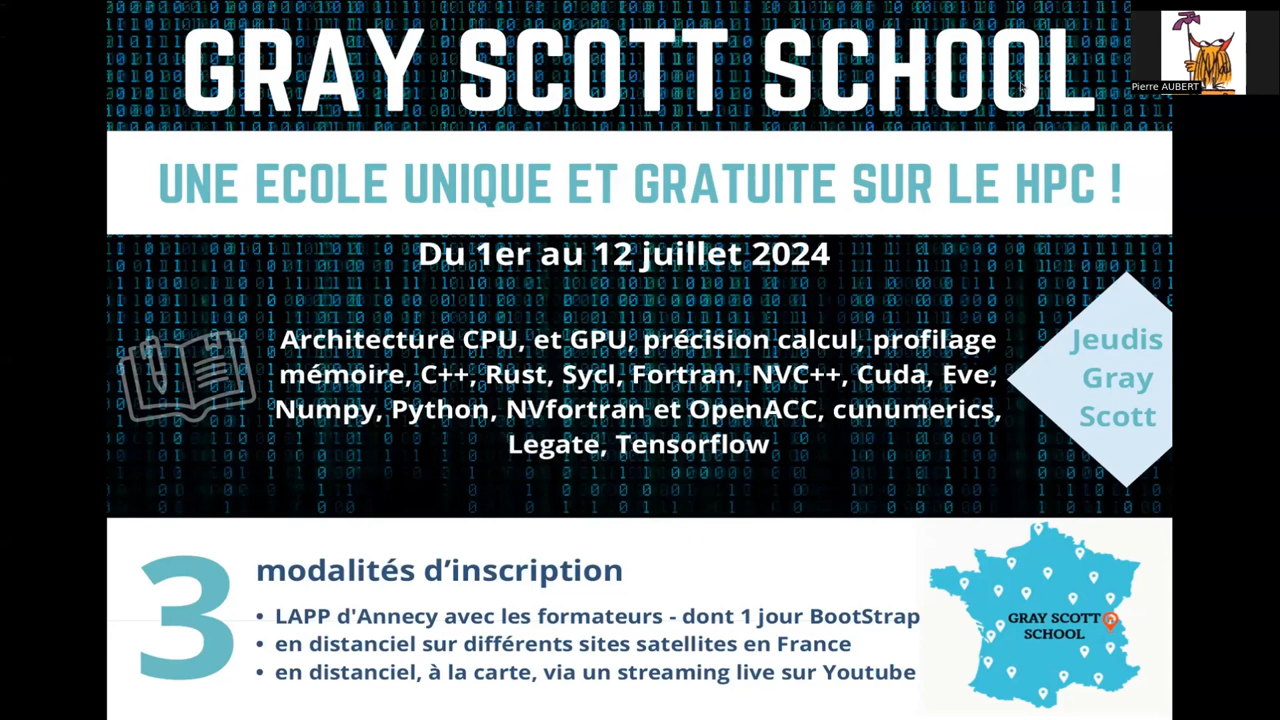 GRAY SCOTT SCHOOL
Pierre AUBERT
UNE ECOLE UNIQUE ET GRATUITE SUR LE HPC !
Du 1er au 12 juillet 2024
Architecture CPU, et GPU, précision calcul, profilage
mémoire, C++, Rust, Sycl, Fortran, NVC++, Cuda, Eve,
Numpy, Python, NVfortran et OpenACC, cunumerics,
Legate, Tensorflow
Jeudis
Gray
Scott
3
modalités d’inscription
• LAPP d'Annecy avec les formateurs - dont 1 jour BootStrap
• en distanciel sur différents sites satellites en France
• en distanciel, à la carte, via un streaming live sur Youtube
GRAY SCOTT
SCHOOL